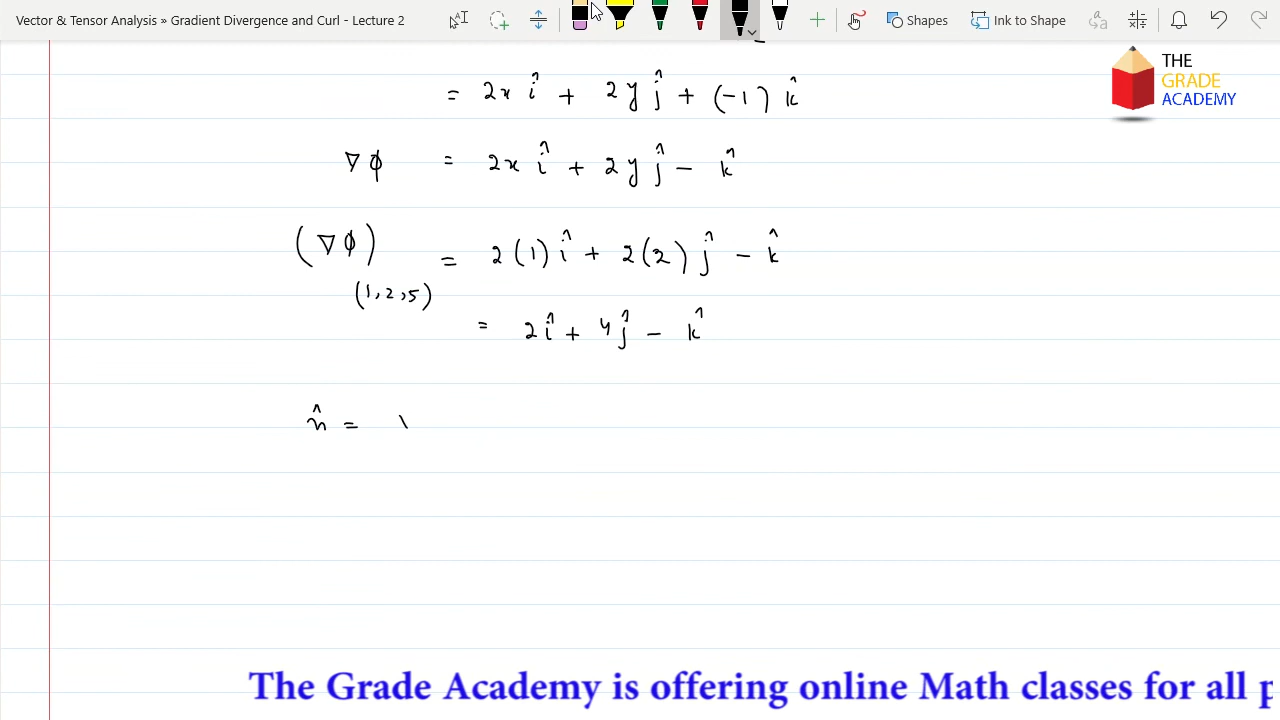 Vector & Tensor Analysis » Gradient Divergence and Curl - Lecture 2
Shapes
Ink to Shape
THE
GRADE
ACADEMY
= 2x î + 2y ĵ + (-1) k̂
∇ϕ = 2x î + 2y ĵ - k̂
(∇ϕ) = 2(1) î + 2(2) ĵ - k̂
(1,2,5)
= 2î + 4ĵ - k̂
n̂ =
The Grade Academy is offering online Math classes for all p